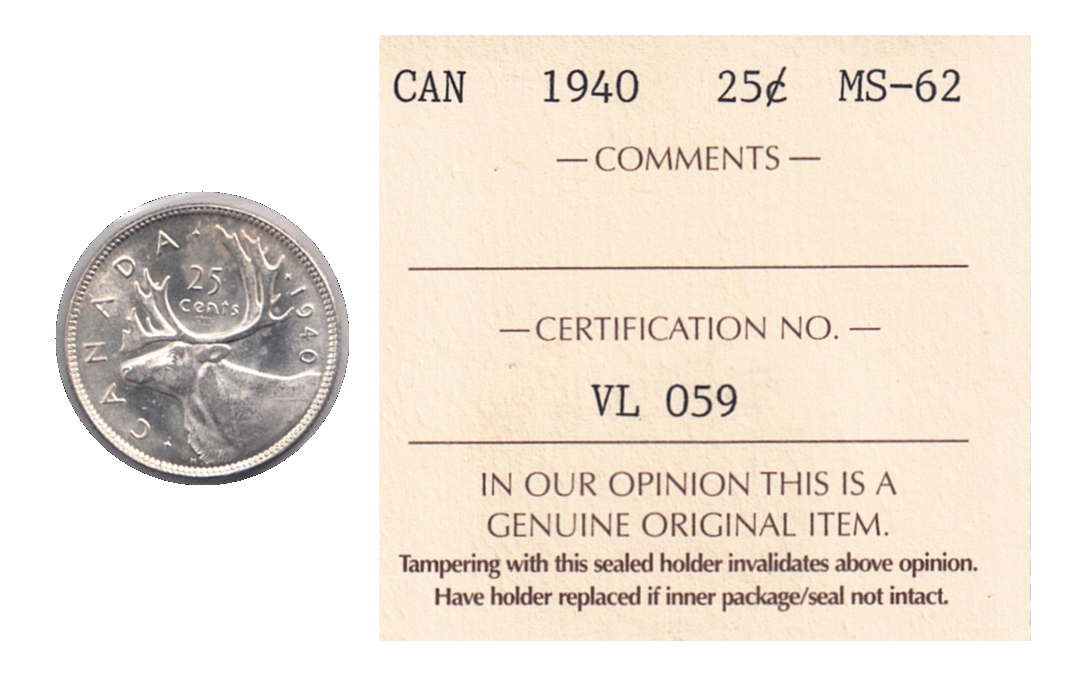 CANADA 1940
25
cents
CAN 1940 25¢ MS-62
— COMMENTS —
— CERTIFICATION NO. —
VL 059
IN OUR OPINION THIS IS A
GENUINE ORIGINAL ITEM.
Tampering with this sealed holder invalidates above opinion.
Have holder replaced if inner package/seal not intact.